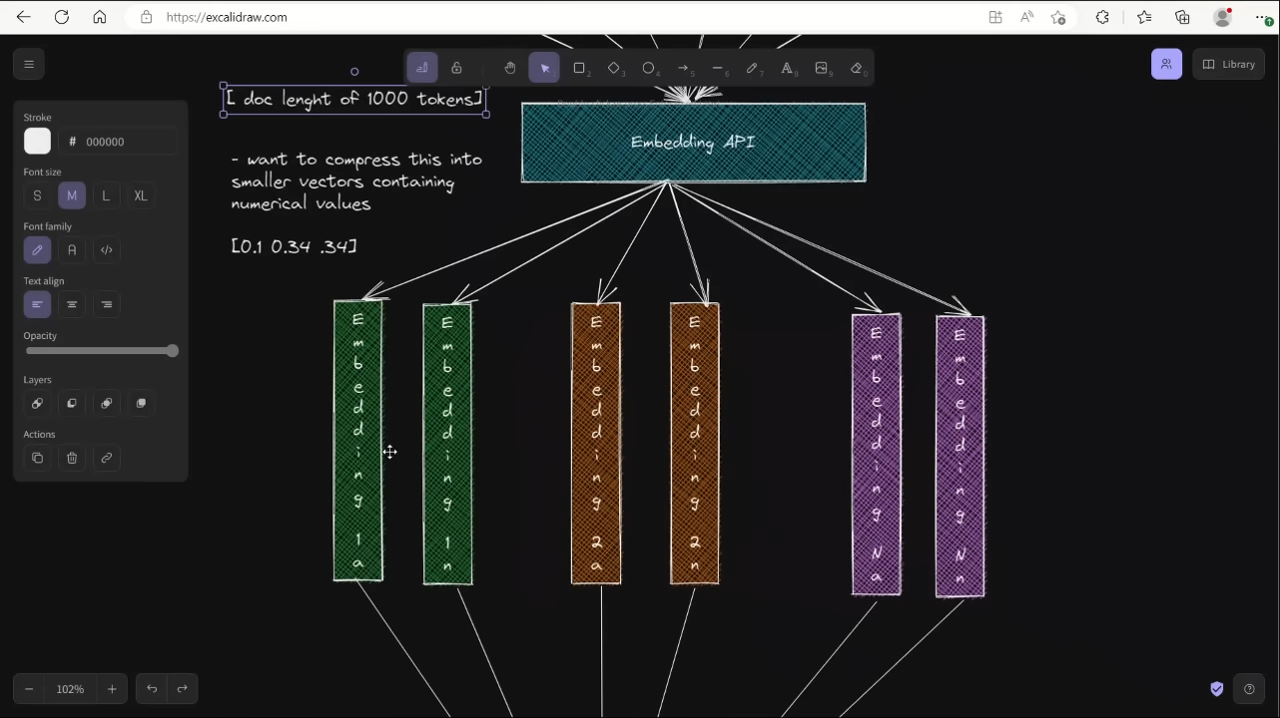 https://excalidraw.com
Library
[ doc lenght of 1000 tokens]
Stroke
# 000000
Embedding API
- want to compress this into
smaller vectors containing
numerical values
Font size
S M L XL
Font family
[0.1 0.34 .34]
Text align
Opacity
Layers
Actions
Embedding 1a
Embedding 1n
Embedding 2a
Embedding 2n
Embedding Na
Embedding Nn
102%